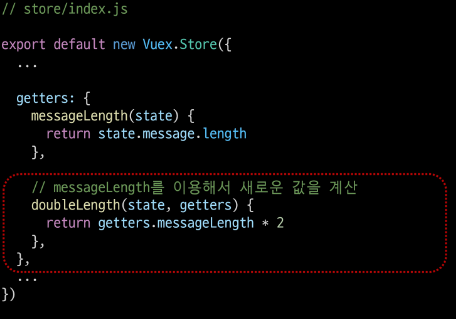 // store/index.js
export default new Vuex.Store({
  ...
  getters: {
    messageLength(state) {
      return state.message.length
    },
    // messageLength를 이용해서 새로운 값을 계산
    doubleLength(state, getters) {
      return getters.messageLength * 2
    },
  },
  ...
})